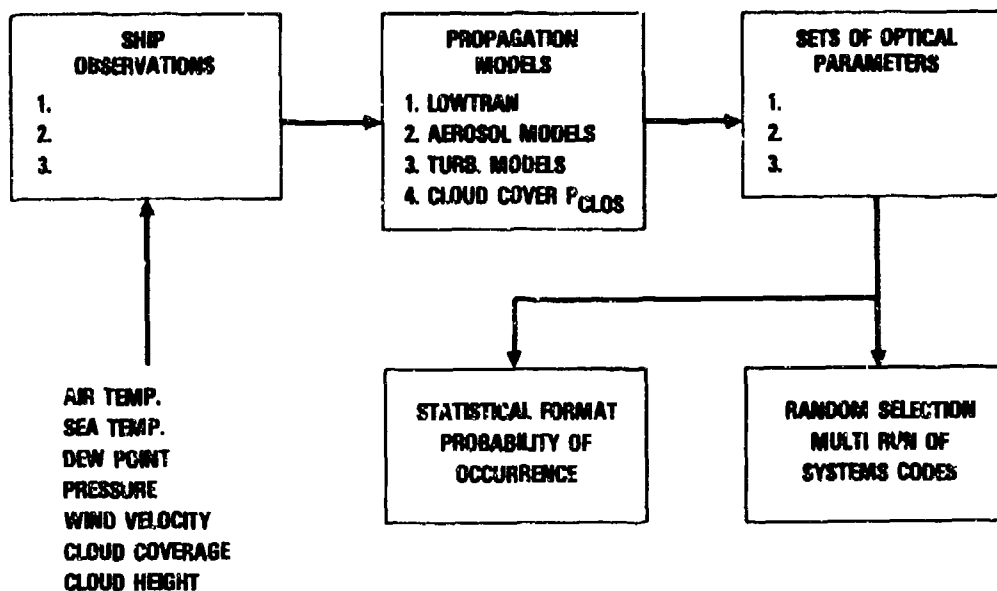 SHIP
OBSERVATIONS
1.
2.
3.
PROPAGATION
MODELS
1. LOWTRAN
2. AEROSOL MODELS
3. TURB. MODELS
4. CLOUD COVER PCLOS
SETS OF OPTICAL
PARAMETERS
1.
2.
3.
AIR TEMP.
SEA TEMP.
DEW POINT
PRESSURE
WIND VELOCITY
CLOUD COVERAGE
CLOUD HEIGHT
STATISTICAL FORMAT
PROBABILITY OF
OCCURRENCE
RANDOM SELECTION
MULTI RUN OF
SYSTEMS CODES